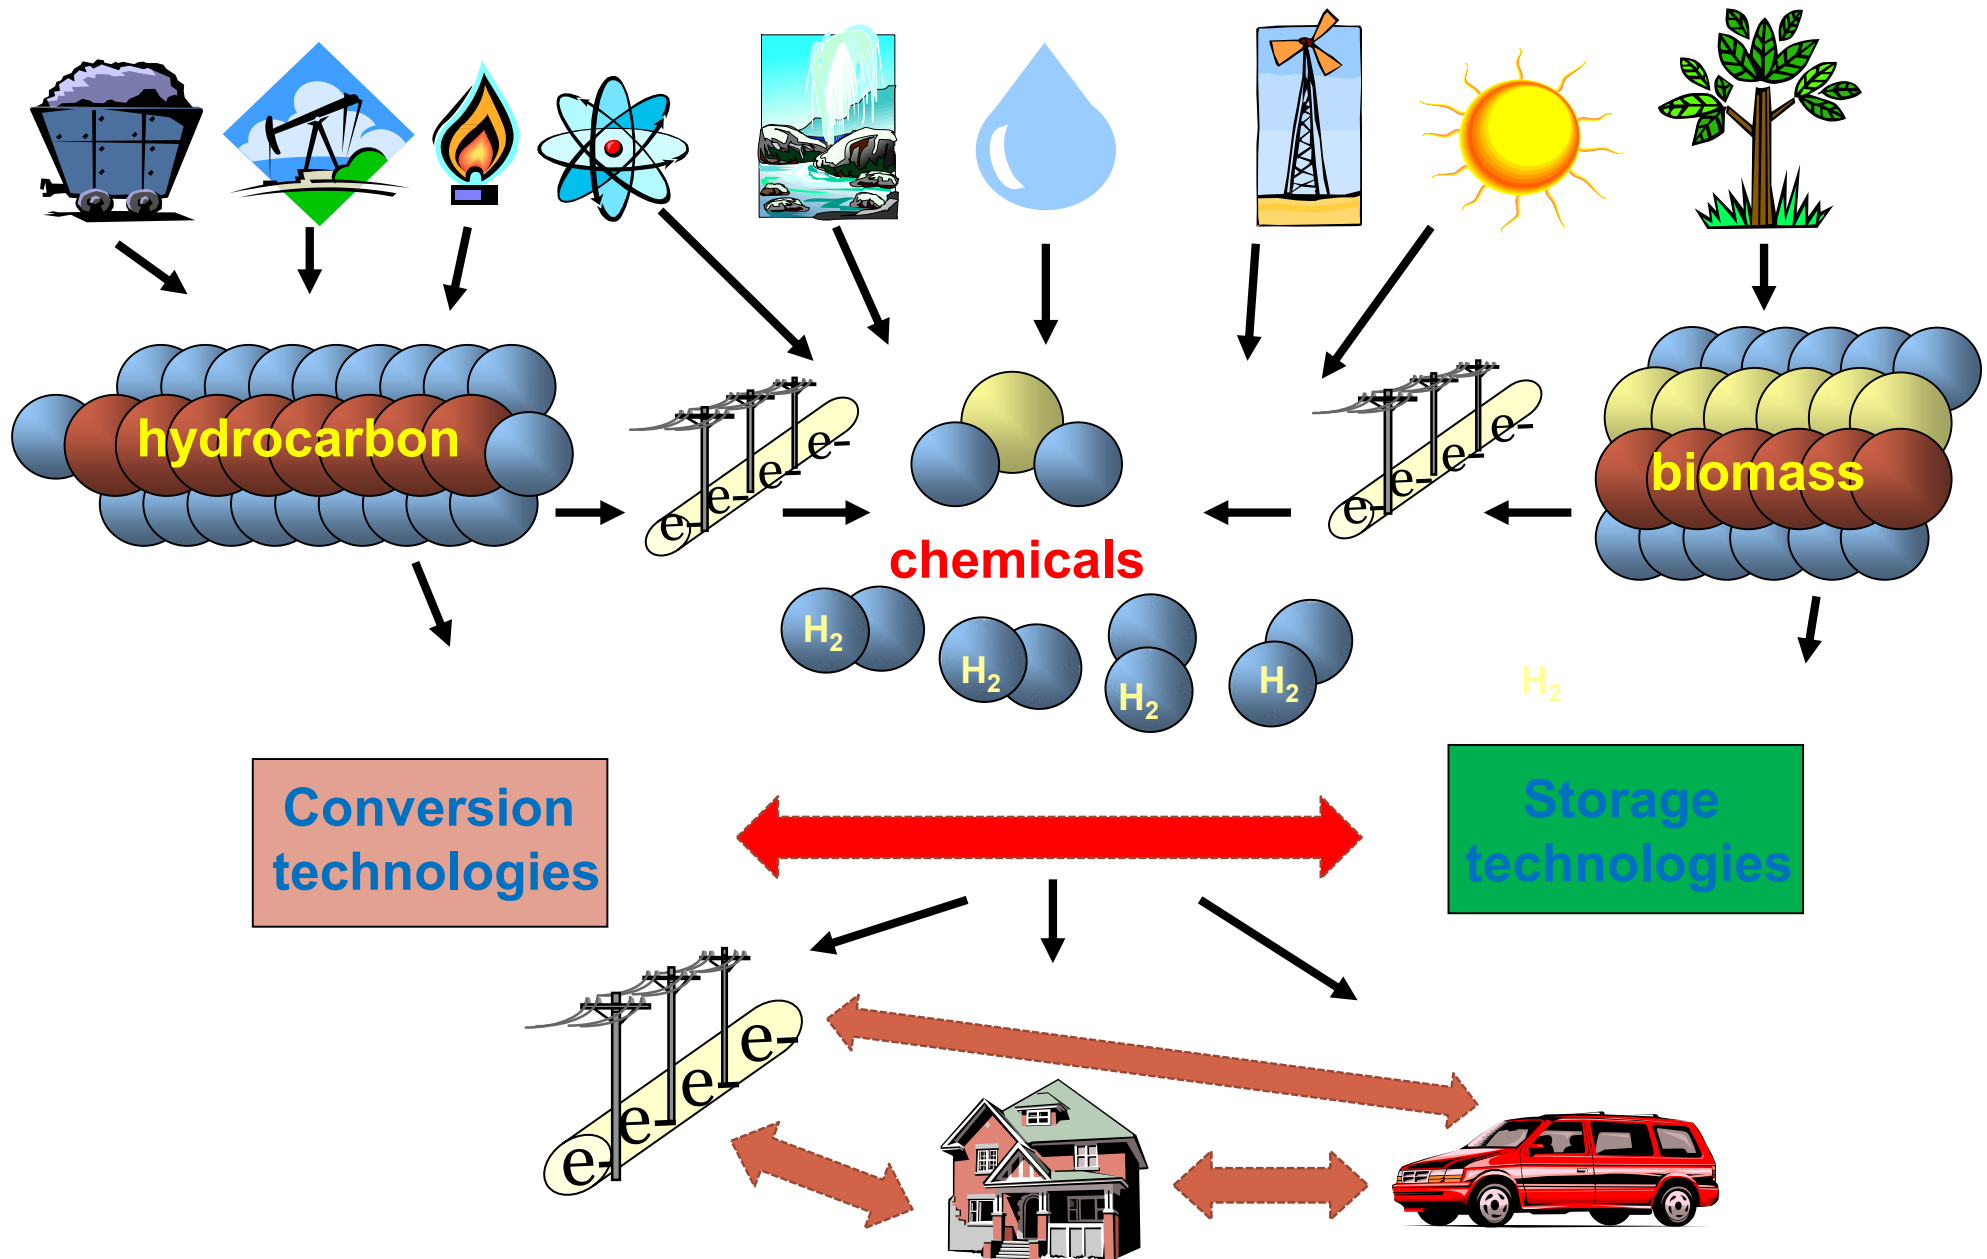 hydrocarbon
e- e- e- e-
e- e- e- e-
biomass
chemicals
H2
H2
H2
H2
H2
Conversion
technologies
Storage
technologies
e- e- e- e-